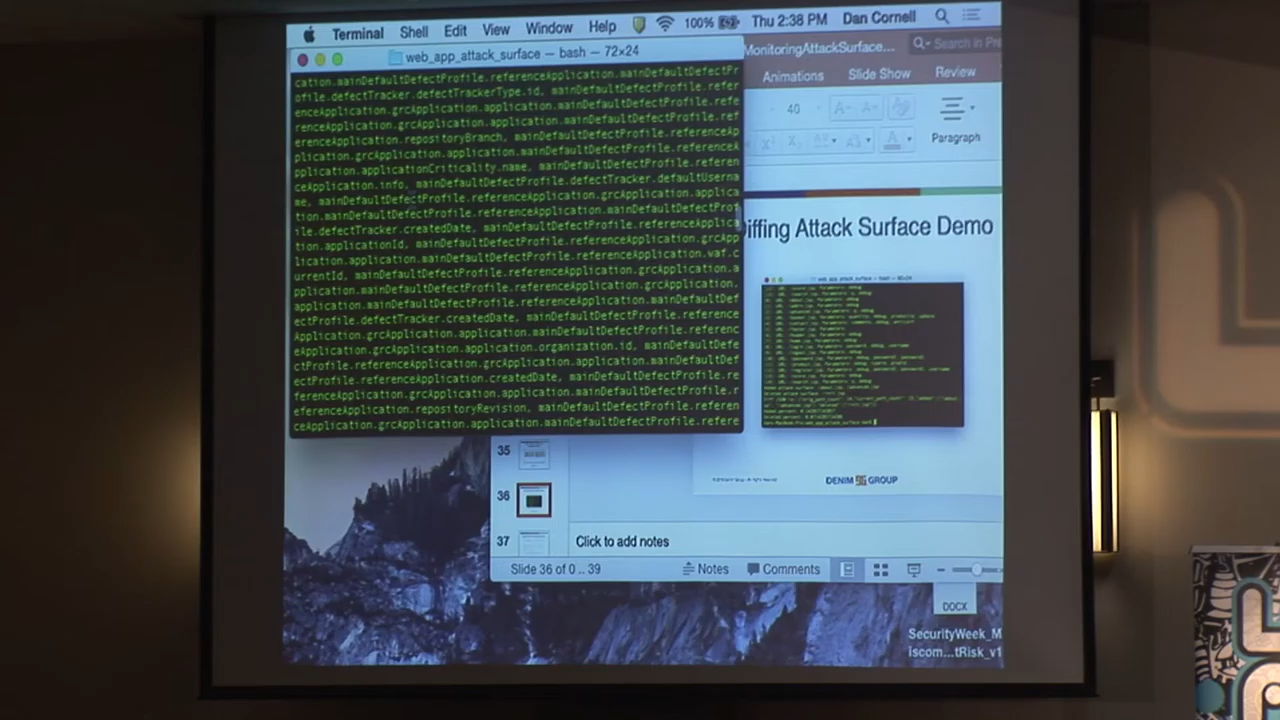 Terminal Shell Edit View Window Help 100% Thu 2:38 PM Dan Cornell
web_app_attack_surface — bash — 72×24
cation.mainDefaultDefectProfile.referenceApplication.mainDefaultDefectPr
ofile.defectTracker.defectTrackerType.id, mainDefaultDefectProfile.refer
enceApplication.grcApplication.application.mainDefaultDefectProfile.refe
renceApplication.grcApplication.application.mainDefaultDefectProfile.ref
erenceApplication.repositoryBranch, mainDefaultDefectProfile.referenceAp
plication.grcApplication.application.mainDefaultDefectProfile.referenceA
pplication.applicationCriticality.name, mainDefaultDefectProfile.referen
ceApplication.info, mainDefaultDefectProfile.defectTracker.defaultUserna
me, mainDefaultDefectProfile.referenceApplication.grcApplication.applica
tion.mainDefaultDefectProfile.referenceApplication.mainDefaultDefectProf
ile.defectTracker.createdDate, mainDefaultDefectProfile.referenceApplica
tion.applicationId, mainDefaultDefectProfile.referenceApplication.grcApp
lication.application.mainDefaultDefectProfile.referenceApplication.waf.c
urrentId, mainDefaultDefectProfile.referenceApplication.grcApplication.a
pplication.mainDefaultDefectProfile.referenceApplication.grcApplication.
application.mainDefaultDefectProfile.referenceApplication.mainDefaultDef
ectProfile.defectTracker.createdDate, mainDefaultDefectProfile.reference
Application.grcApplication.application.mainDefaultDefectProfile.referenc
eApplication.grcApplication.application.organization.id, mainDefaultDefe
ctProfile.referenceApplication.grcApplication.application.mainDefaultDef
ectProfile.referenceApplication.createdDate, mainDefaultDefectProfile.re
ferenceApplication.grcApplication.application.mainDefaultDefectProfile.r
eferenceApplication.repositoryRevision, mainDefaultDefectProfile.referen
ceApplication.grcApplication.application.mainDefaultDefectProfile.refere
MonitoringAttackSurface... Search in Pre
Animations Slide Show Review
40
Paragraph
Diffing Attack Surface Demo
DENIM GROUP
35
36
37
Click to add notes
Slide 36 of 0 .. 39 Notes Comments
DOCX
SecurityWeek_M
iscom...tRisk_v1